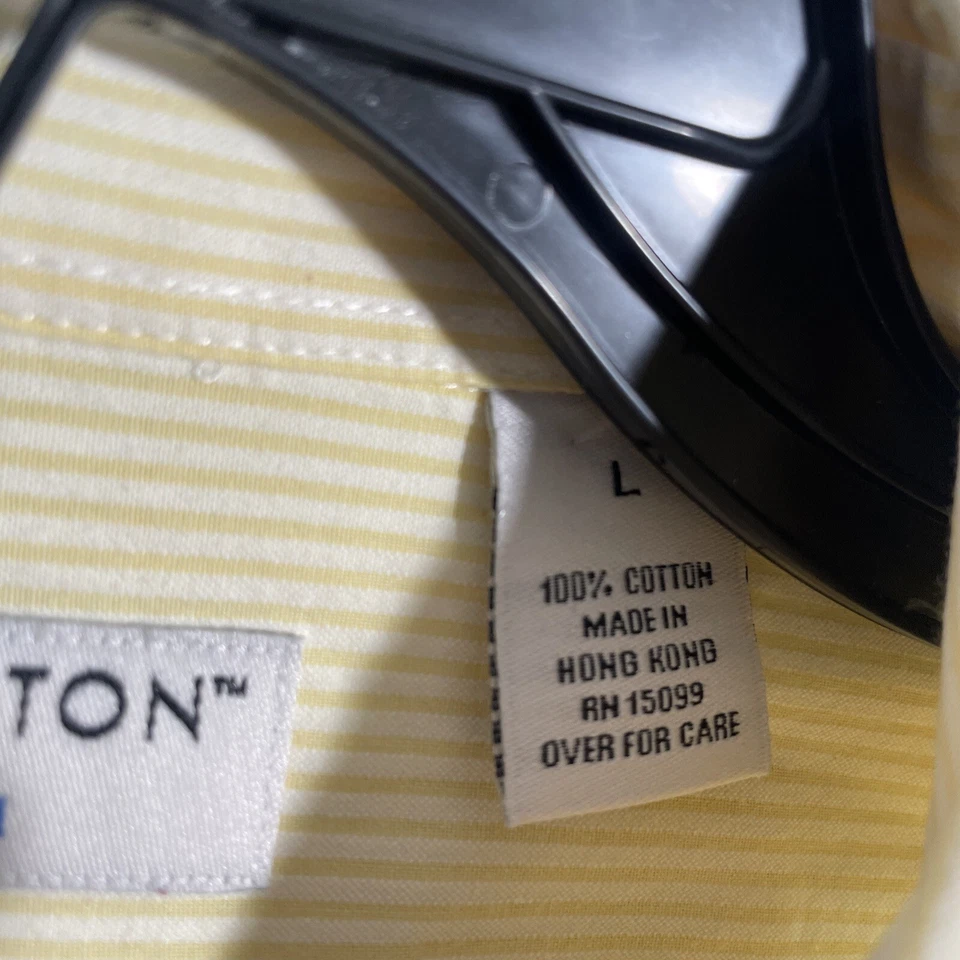 L
100% COTTON
MADE IN
HONG KONG
RN 15099
OVER FOR CARE
TON™